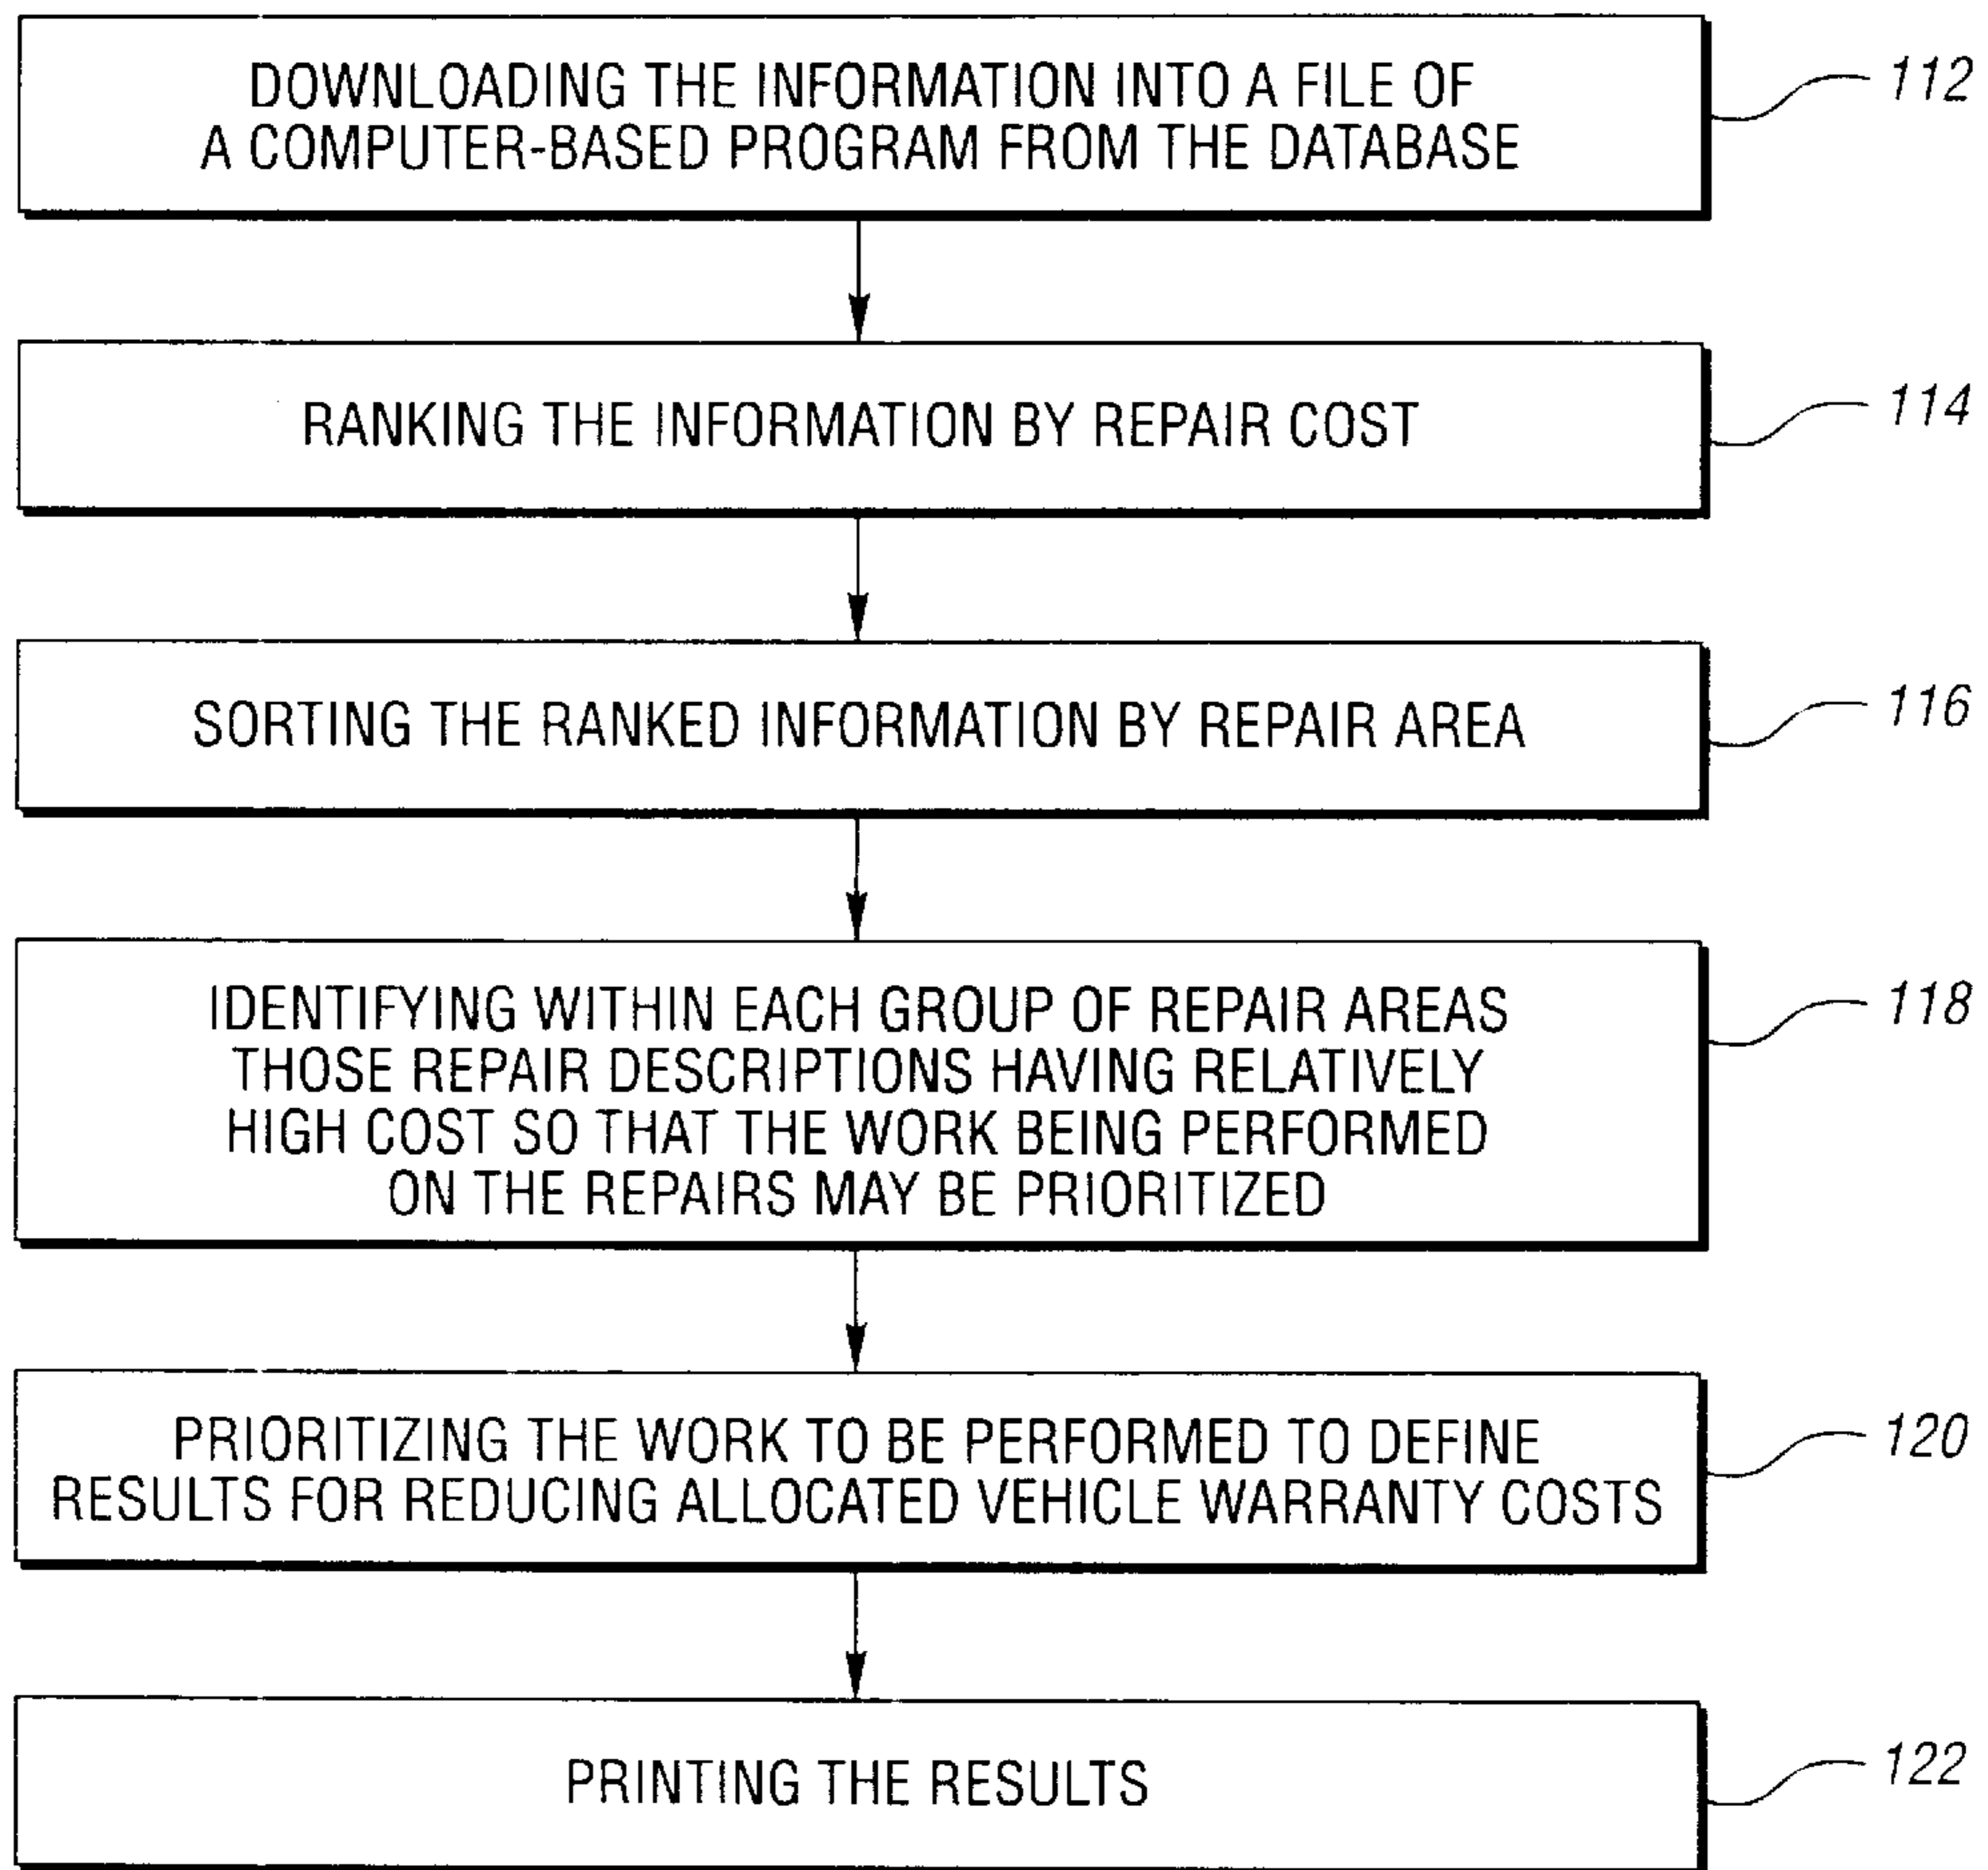 DOWNLOADING THE INFORMATION INTO A FILE OF
A COMPUTER-BASED PROGRAM FROM THE DATABASE
112
RANKING THE INFORMATION BY REPAIR COST
114
SORTING THE RANKED INFORMATION BY REPAIR AREA
116
IDENTIFYING WITHIN EACH GROUP OF REPAIR AREAS
THOSE REPAIR DESCRIPTIONS HAVING RELATIVELY
HIGH COST SO THAT THE WORK BEING PERFORMED
ON THE REPAIRS MAY BE PRIORITIZED
118
PRIORITIZING THE WORK TO BE PERFORMED TO DEFINE
RESULTS FOR REDUCING ALLOCATED VEHICLE WARRANTY COSTS
120
PRINTING THE RESULTS
122